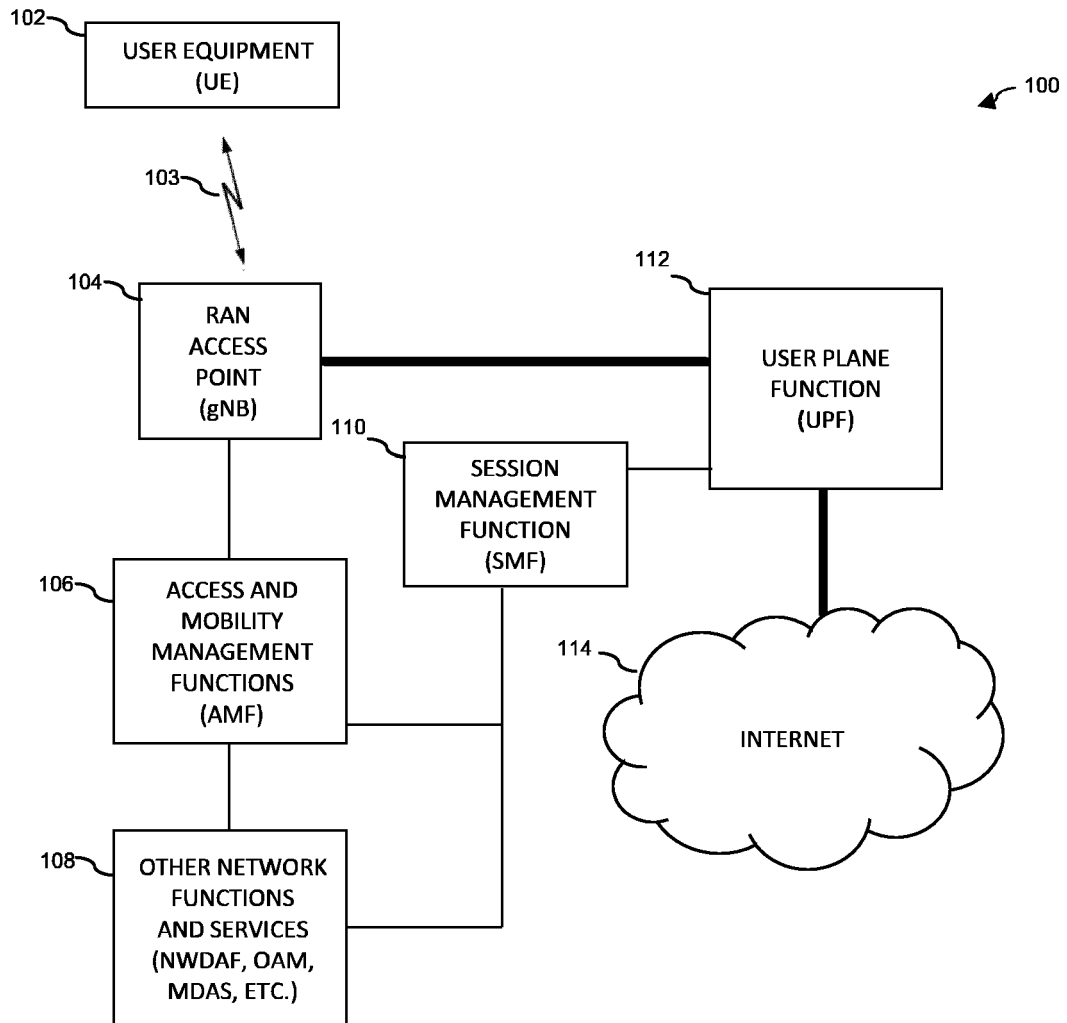 102
USER EQUIPMENT
(UE)
100
103
104
RAN
ACCESS
POINT
(gNB)
112
USER PLANE
FUNCTION
(UPF)
110
SESSION
MANAGEMENT
FUNCTION
(SMF)
106
ACCESS AND
MOBILITY
MANAGEMENT
FUNCTIONS
(AMF)
114
INTERNET
108
OTHER NETWORK
FUNCTIONS
AND SERVICES
(NWDAF, OAM,
MDAS, ETC.)